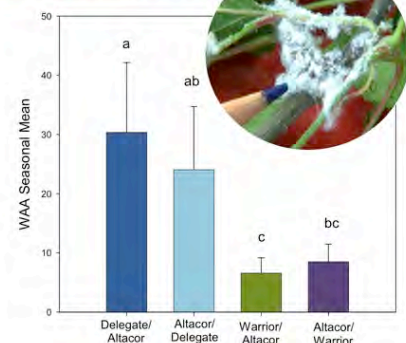 50
40
30
20
10
0
WAA Seasonal Mean
a
ab
c
bc
Delegate/
Altacor
Altacor/
Delegate
Warrior/
Altacor
Altacor/
Warrior